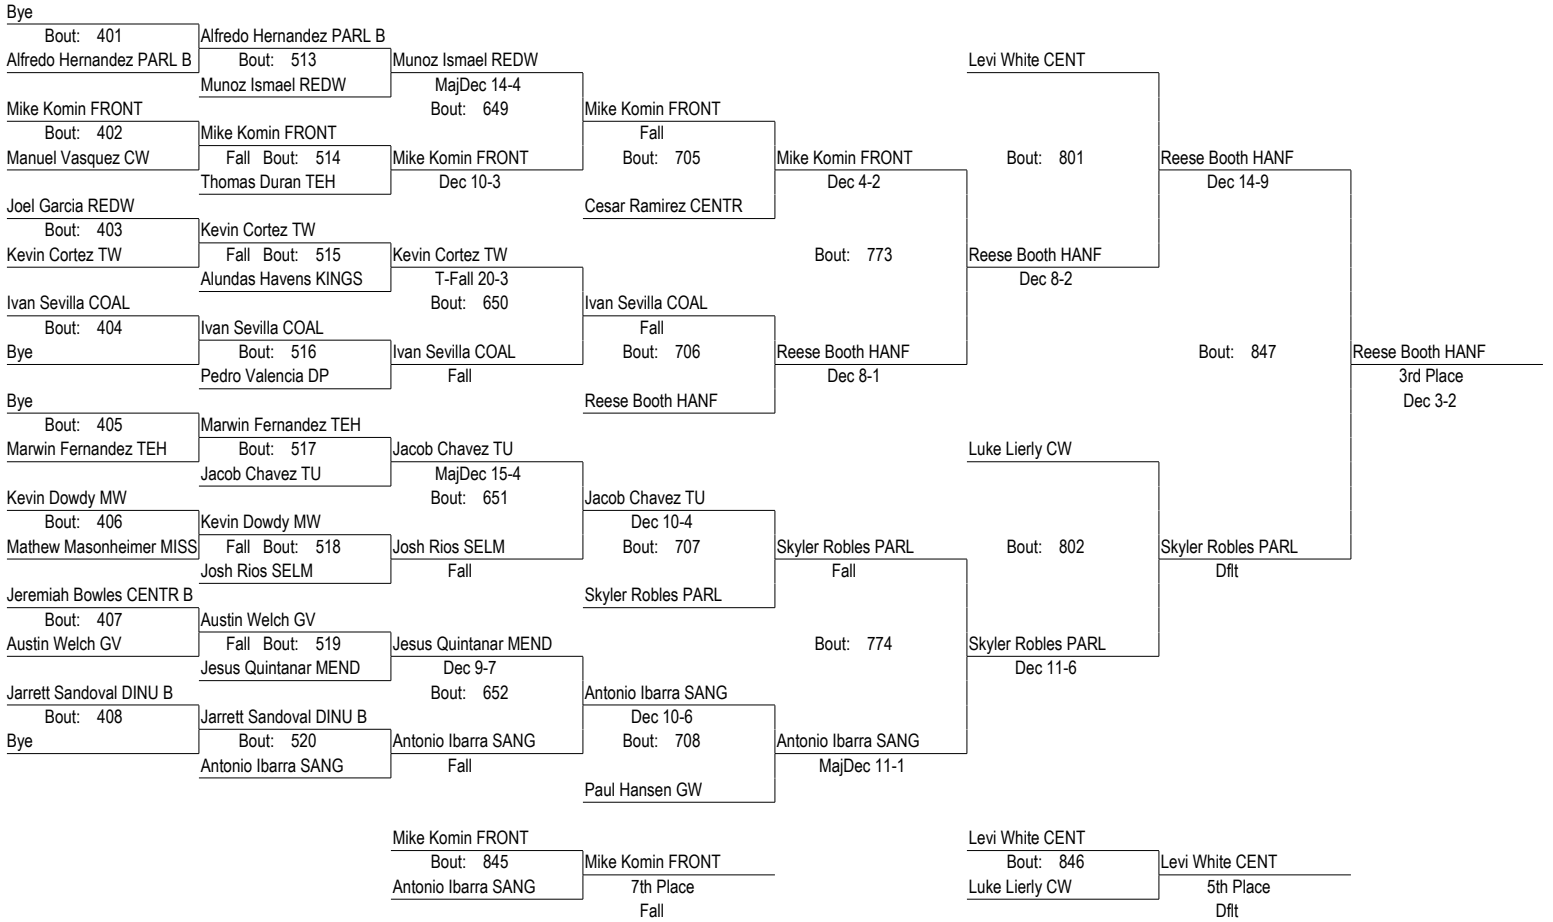 Bye
Bout: 401
Alfredo Hernandez PARL B
Alfredo Hernandez PARL B
Bout: 513
Munoz Ismael REDW
Munoz Ismael REDW
MajDec 14-4
Bout: 649
Mike Komin FRONT
Bout: 402
Manuel Vasquez CW
Mike Komin FRONT
Fall Bout: 514
Thomas Duran TEH
Mike Komin FRONT
Dec 10-3
Mike Komin FRONT
Fall
Bout: 705
Cesar Ramirez CENTR
Mike Komin FRONT
Dec 4-2
Bout: 773
Joel Garcia REDW
Bout: 403
Kevin Cortez TW
Kevin Cortez TW
Fall Bout: 515
Alundas Havens KINGS
Kevin Cortez TW
T-Fall 20-3
Bout: 650
Ivan Sevilla COAL
Bout: 404
Bye
Ivan Sevilla COAL
Bout: 516
Pedro Valencia DP
Ivan Sevilla COAL
Fall
Ivan Sevilla COAL
Fall
Bout: 706
Reese Booth HANF
Reese Booth HANF
Dec 8-1
Levi White CENT
Bout: 801
Reese Booth HANF
Dec 8-2
Reese Booth HANF
Dec 14-9
Bout: 847
Reese Booth HANF
3rd Place
Dec 3-2
Bye
Bout: 405
Marwin Fernandez TEH
Marwin Fernandez TEH
Bout: 517
Jacob Chavez TU
Jacob Chavez TU
MajDec 15-4
Bout: 651
Kevin Dowdy MW
Bout: 406
Mathew Masonheimer MISS
Kevin Dowdy MW
Fall Bout: 518
Josh Rios SELM
Josh Rios SELM
Fall
Jacob Chavez TU
Dec 10-4
Bout: 707
Skyler Robles PARL
Skyler Robles PARL
Fall
Bout: 774
Jeremiah Bowles CENTR B
Bout: 407
Austin Welch GV
Austin Welch GV
Fall Bout: 519
Jesus Quintanar MEND
Jesus Quintanar MEND
Dec 9-7
Bout: 652
Jarrett Sandoval DINU B
Bout: 408
Bye
Jarrett Sandoval DINU B
Bout: 520
Antonio Ibarra SANG
Antonio Ibarra SANG
Fall
Antonio Ibarra SANG
Dec 10-6
Bout: 708
Paul Hansen GW
Antonio Ibarra SANG
MajDec 11-1
Luke Lierly CW
Bout: 802
Skyler Robles PARL
Dec 11-6
Skyler Robles PARL
Dflt
Mike Komin FRONT
Bout: 845
Antonio Ibarra SANG
Mike Komin FRONT
7th Place
Fall
Levi White CENT
Bout: 846
Luke Lierly CW
Levi White CENT
5th Place
Dflt